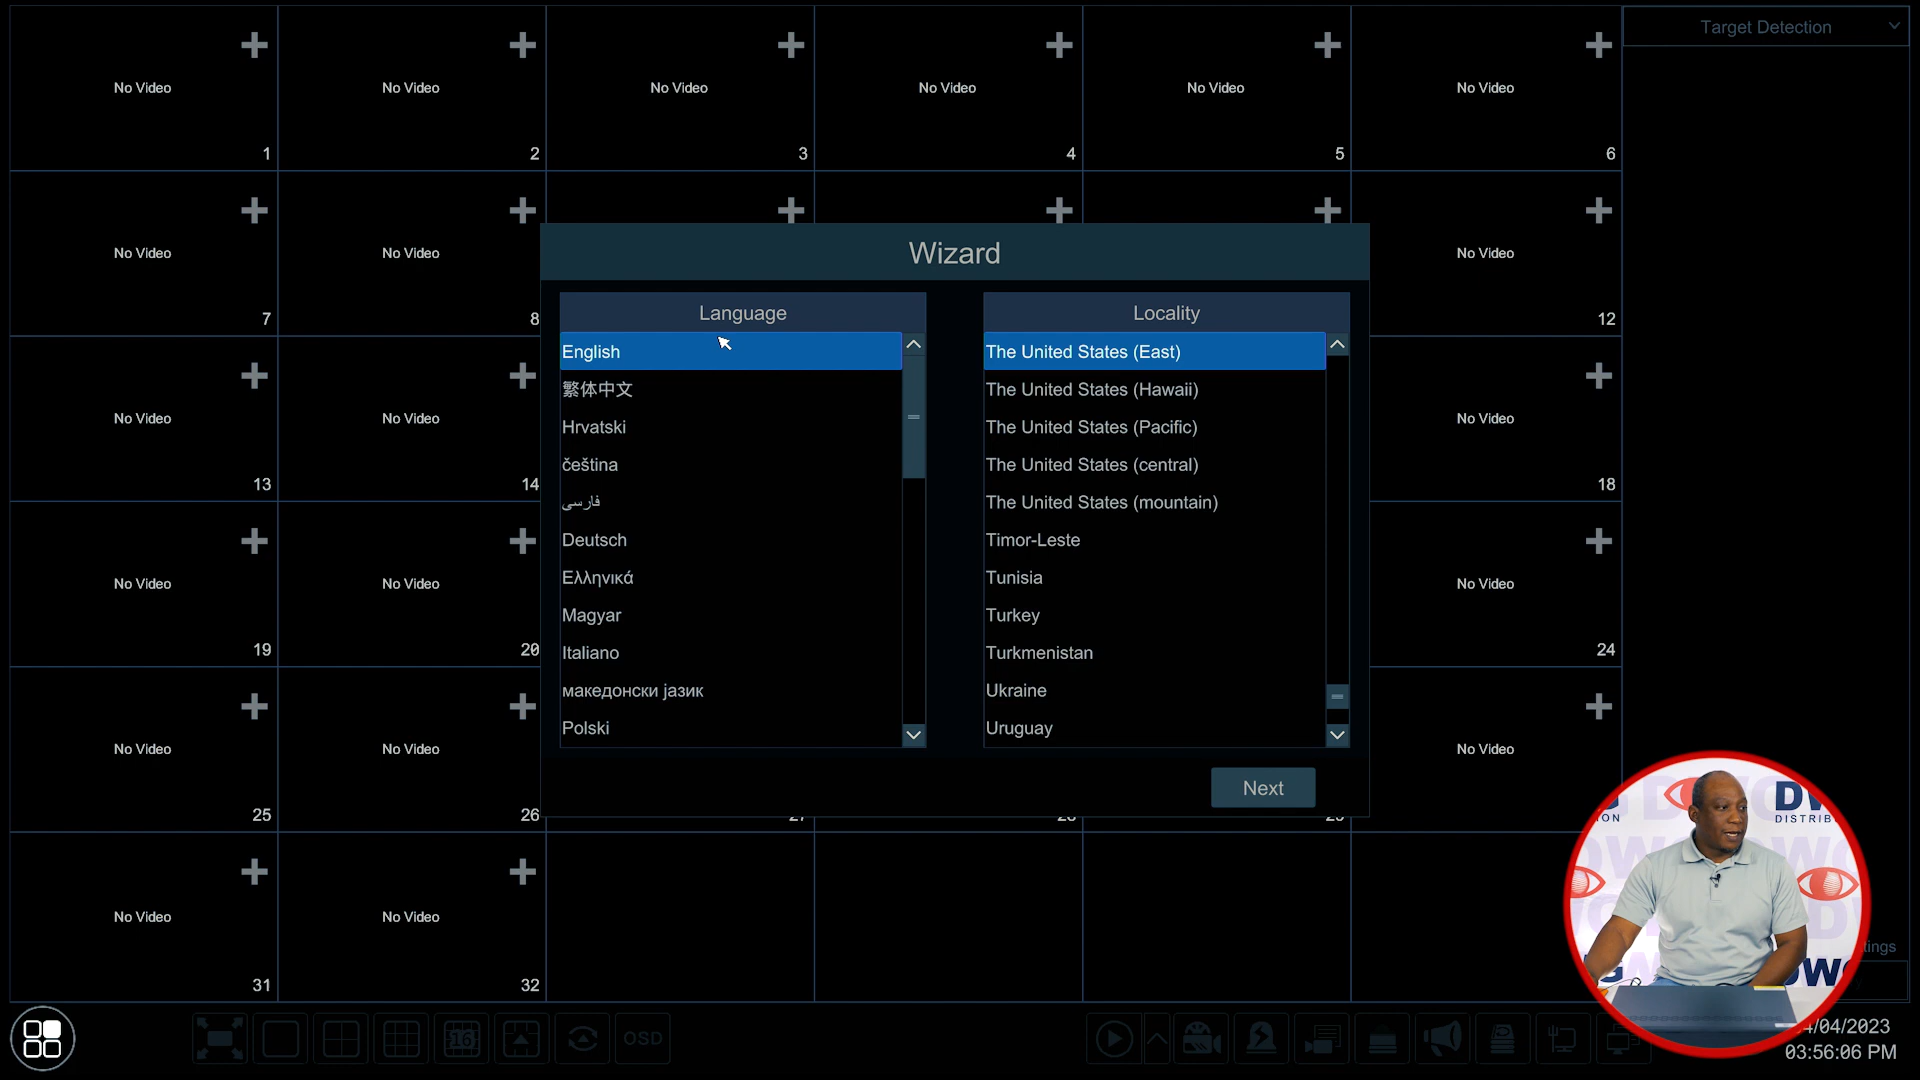 Target Detection
No Video
No Video
No Video
No Video
No Video
No Video
1
2
3
4
5
6
No Video
No Video
No Video
7
8
12
Wizard
Language
English
繁体中文
Hrvatski
čeština
فارسی
Deutsch
Ελληνικά
Magyar
Italiano
македонски јазик
Polski
Locality
The United States (East)
The United States (Hawaii)
The United States (Pacific)
The United States (central)
The United States (mountain)
Timor-Leste
Tunisia
Turkey
Turkmenistan
Ukraine
Uruguay
Next
No Video
No Video
No Video
13
14
18
No Video
No Video
No Video
19
20
24
No Video
No Video
No Video
25
26
No Video
No Video
31
32
16
OSD
03:56:06 PM